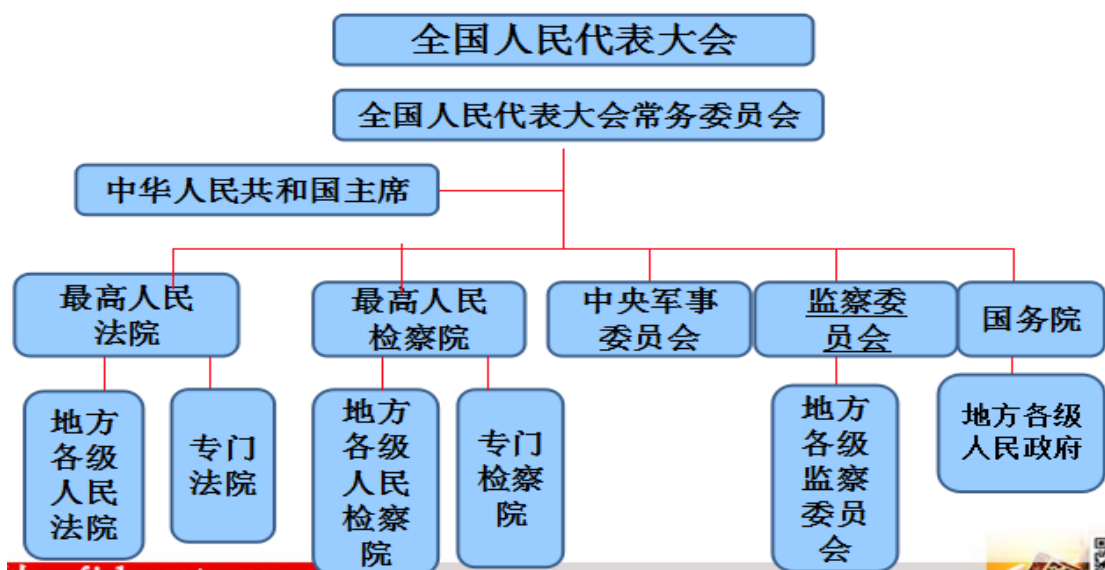 全国人民代表大会
全国人民代表大会常务委员会
中华人民共和国主席
最高人民
法院
最高人民
检察院
中央军事
委员会
监察委
员会
国务院
地方
各级
人民
法院
专门
法院
地方
各级
人民
检察
院
专门
检察
院
地方
各级
监察
委员
会
地方各级
人民政府